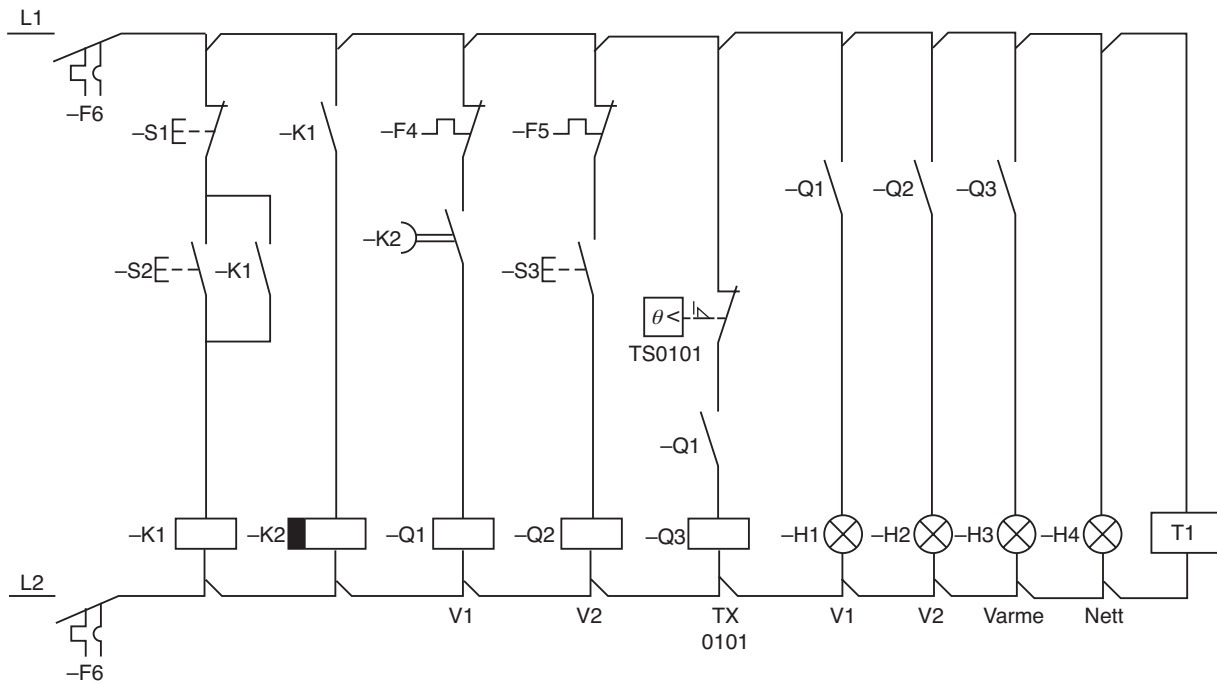 L1
–F6
–S1
–K1
–F4
–F5
–Q1
–Q2
–Q3
–K2
–S2
–K1
–S3
θ <
TS0101
–Q1
–K1
–K2
–Q1
–Q2
–Q3
–H1
–H2
–H3
–H4
T1
L2
V1
V2
TX
0101
V1
V2
Varme
Nett
–F6